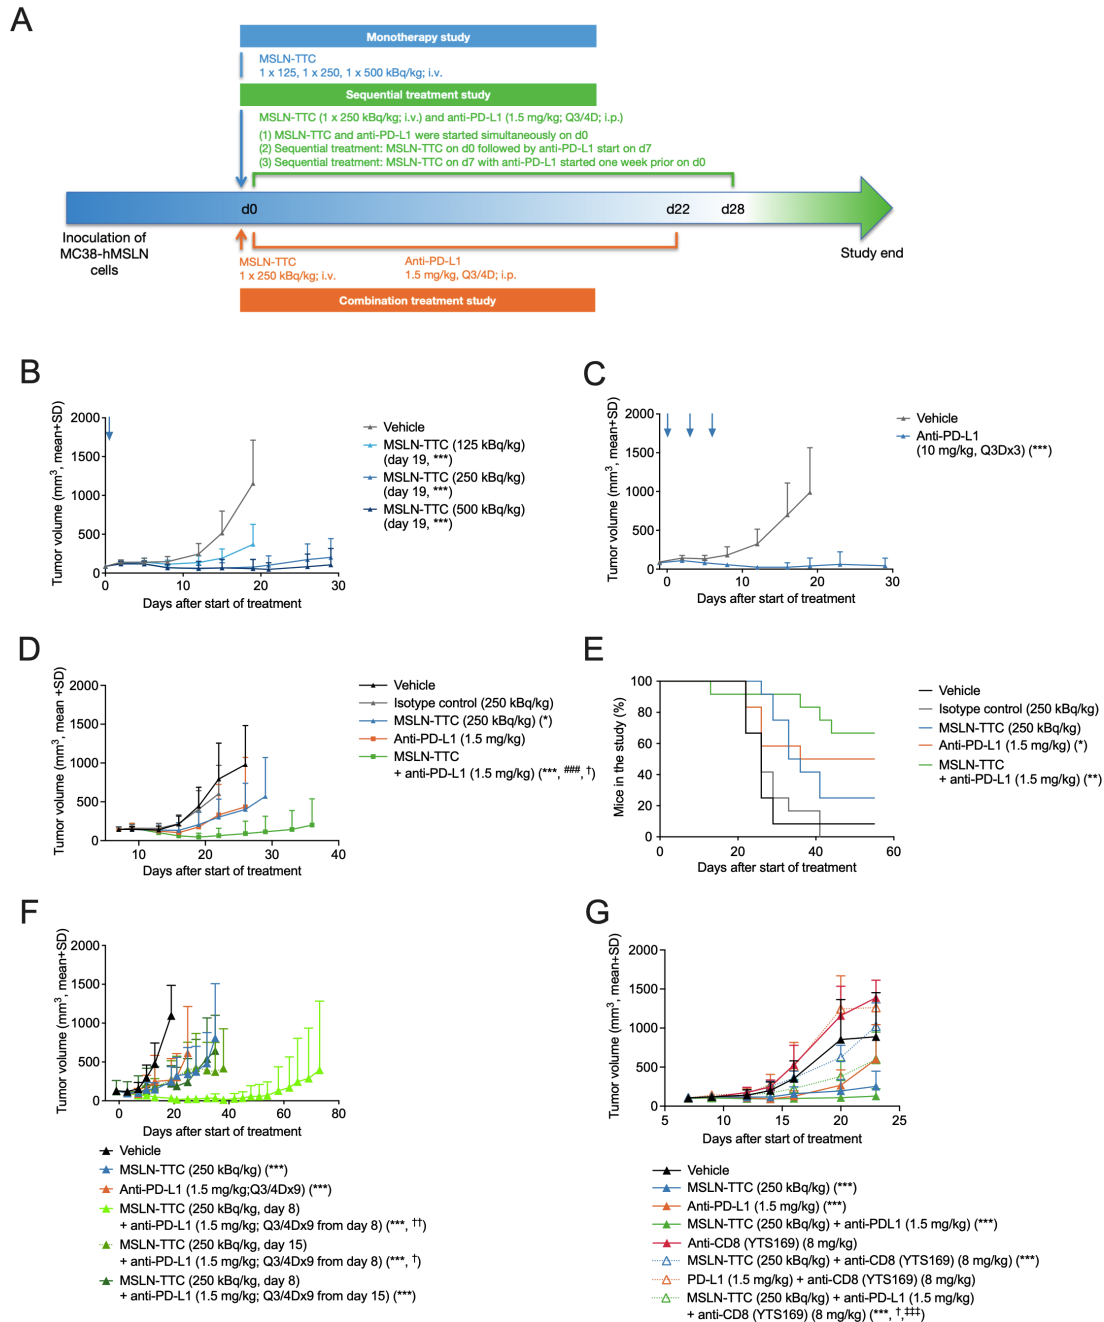 A
Monotherapy study
MSLN-TTC
1 x 125, 1 x 250, 1 x 500 kBq/kg; i.v.
Sequential treatment study
MSLN-TTC (1 x 250 kBq/kg; i.v.) and anti-PD-L1 (1.5 mg/kg; Q3/4D; i.p.)
(1) MSLN-TTC and anti-PD-L1 were started simultaneously on d0
(2) Sequential treatment: MSLN-TTC on d0 followed by anti-PD-L1 start on d7
(3) Sequential treatment: MSLN-TTC on d7 with anti-PD-L1 started one week prior on d0
d0
d22
d28
Inoculation of
MC38-hMSLN
cells
Study end
MSLN-TTC
1 x 250 kBq/kg; i.v.
Anti-PD-L1
1.5 mg/kg, Q3/4D; i.p.
Combination treatment study
B
Tumor volume (mm³, mean+SD)
2000
1500
1000
500
0
0
10
20
30
Days after start of treatment
Vehicle
MSLN-TTC (125 kBq/kg)
(day 19, ***)
MSLN-TTC (250 kBq/kg)
(day 19, ***)
MSLN-TTC (500 kBq/kg)
(day 19, ***)
C
Tumor volume (mm³, mean+SD)
2000
1500
1000
500
0
0
10
20
30
Days after start of treatment
Vehicle
Anti-PD-L1
(10 mg/kg, Q3Dx3) (***)
D
Tumor volume (mm³, mean +SD)
2000
1500
1000
500
0
10
20
30
40
Days after start of treatment
Vehicle
Isotype control (250 kBq/kg)
MSLN-TTC (250 kBq/kg) (*)
Anti-PD-L1 (1.5 mg/kg)
MSLN-TTC
+ anti-PD-L1 (1.5 mg/kg) (***, ###, †)
E
Mice in the study (%)
100
80
60
40
20
0
0
20
40
60
Days after start of treatment
Vehicle
Isotype control (250 kBq/kg)
MSLN-TTC (250 kBq/kg)
Anti-PD-L1 (1.5 mg/kg) (*)
MSLN-TTC
+ anti-PD-L1 (1.5 mg/kg) (**)
F
Tumor volume (mm³, mean+SD)
2000
1500
1000
500
0
0
20
40
60
80
Days after start of treatment
Vehicle
MSLN-TTC (250 kBq/kg) (***)
Anti-PD-L1 (1.5 mg/kg;Q3/4Dx9) (***)
MSLN-TTC (250 kBq/kg, day 8)
+ anti-PD-L1 (1.5 mg/kg; Q3/4Dx9 from day 8) (***, ††)
MSLN-TTC (250 kBq/kg, day 15)
+ anti-PD-L1 (1.5 mg/kg; Q3/4Dx9 from day 8) (***, †)
MSLN-TTC (250 kBq/kg, day 8)
+ anti-PD-L1 (1.5 mg/kg; Q3/4Dx9 from day 15) (***)
G
Tumor volume (mm³, mean+SD)
2000
1500
1000
500
0
5
10
15
20
25
Days after start of treatment
Vehicle
MSLN-TTC (250 kBq/kg) (***)
Anti-PD-L1 (1.5 mg/kg) (***)
MSLN-TTC (250 kBq/kg) + anti-PDL1 (1.5 mg/kg) (***)
Anti-CD8 (YTS169) (8 mg/kg)
MSLN-TTC (250 kBq/kg) + anti-CD8 (YTS169) (8 mg/kg) (***)
PD-L1 (1.5 mg/kg) + anti-CD8 (YTS169) (8 mg/kg)
MSLN-TTC (250 kBq/kg) + anti-PD-L1 (1.5 mg/kg)
+ anti-CD8 (YTS169) (8 mg/kg) (***, †,‡‡‡)